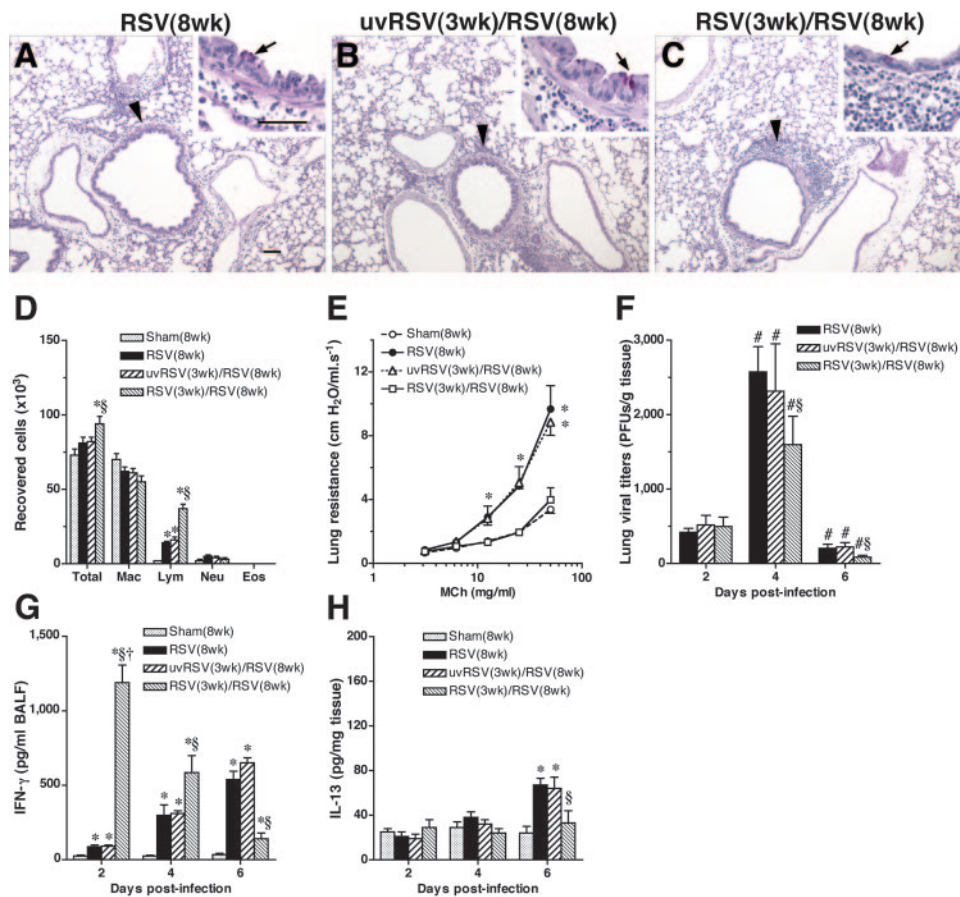 RSV(8wk)
uvRSV(3wk)/RSV(8wk)
RSV(3wk)/RSV(8wk)
A
B
C
D
Recovered cells (x10³)
150
100
50
0
Sham(8wk)
RSV(8wk)
uvRSV(3wk)/RSV(8wk)
RSV(3wk)/RSV(8wk)
*§
* *
*§
Total Mac Lym Neu Eos
E
Lung resistance (cm H₂O/ml.s⁻¹)
12
8
4
0
Sham(8wk)
RSV(8wk)
uvRSV(3wk)/RSV(8wk)
RSV(3wk)/RSV(8wk)
*
*
*
*
1 10 100
MCh (mg/ml)
F
Lung viral titers (PFUs/g tissue)
3,000
2,000
1,000
0
RSV(8wk)
uvRSV(3wk)/RSV(8wk)
RSV(3wk)/RSV(8wk)
# #
#§
# #
#§
2 4 6
Days post-infection
G
IFN-γ (pg/ml BALF)
1,500
1,000
500
0
Sham(8wk)
RSV(8wk)
uvRSV(3wk)/RSV(8wk)
RSV(3wk)/RSV(8wk)
* *
*§†
* *
*§
* *
*§
2 4 6
Days post-infection
H
IL-13 (pg/mg tissue)
200
160
120
80
40
0
Sham(8wk)
RSV(8wk)
uvRSV(3wk)/RSV(8wk)
RSV(3wk)/RSV(8wk)
* *
§
2 4 6
Days post-infection